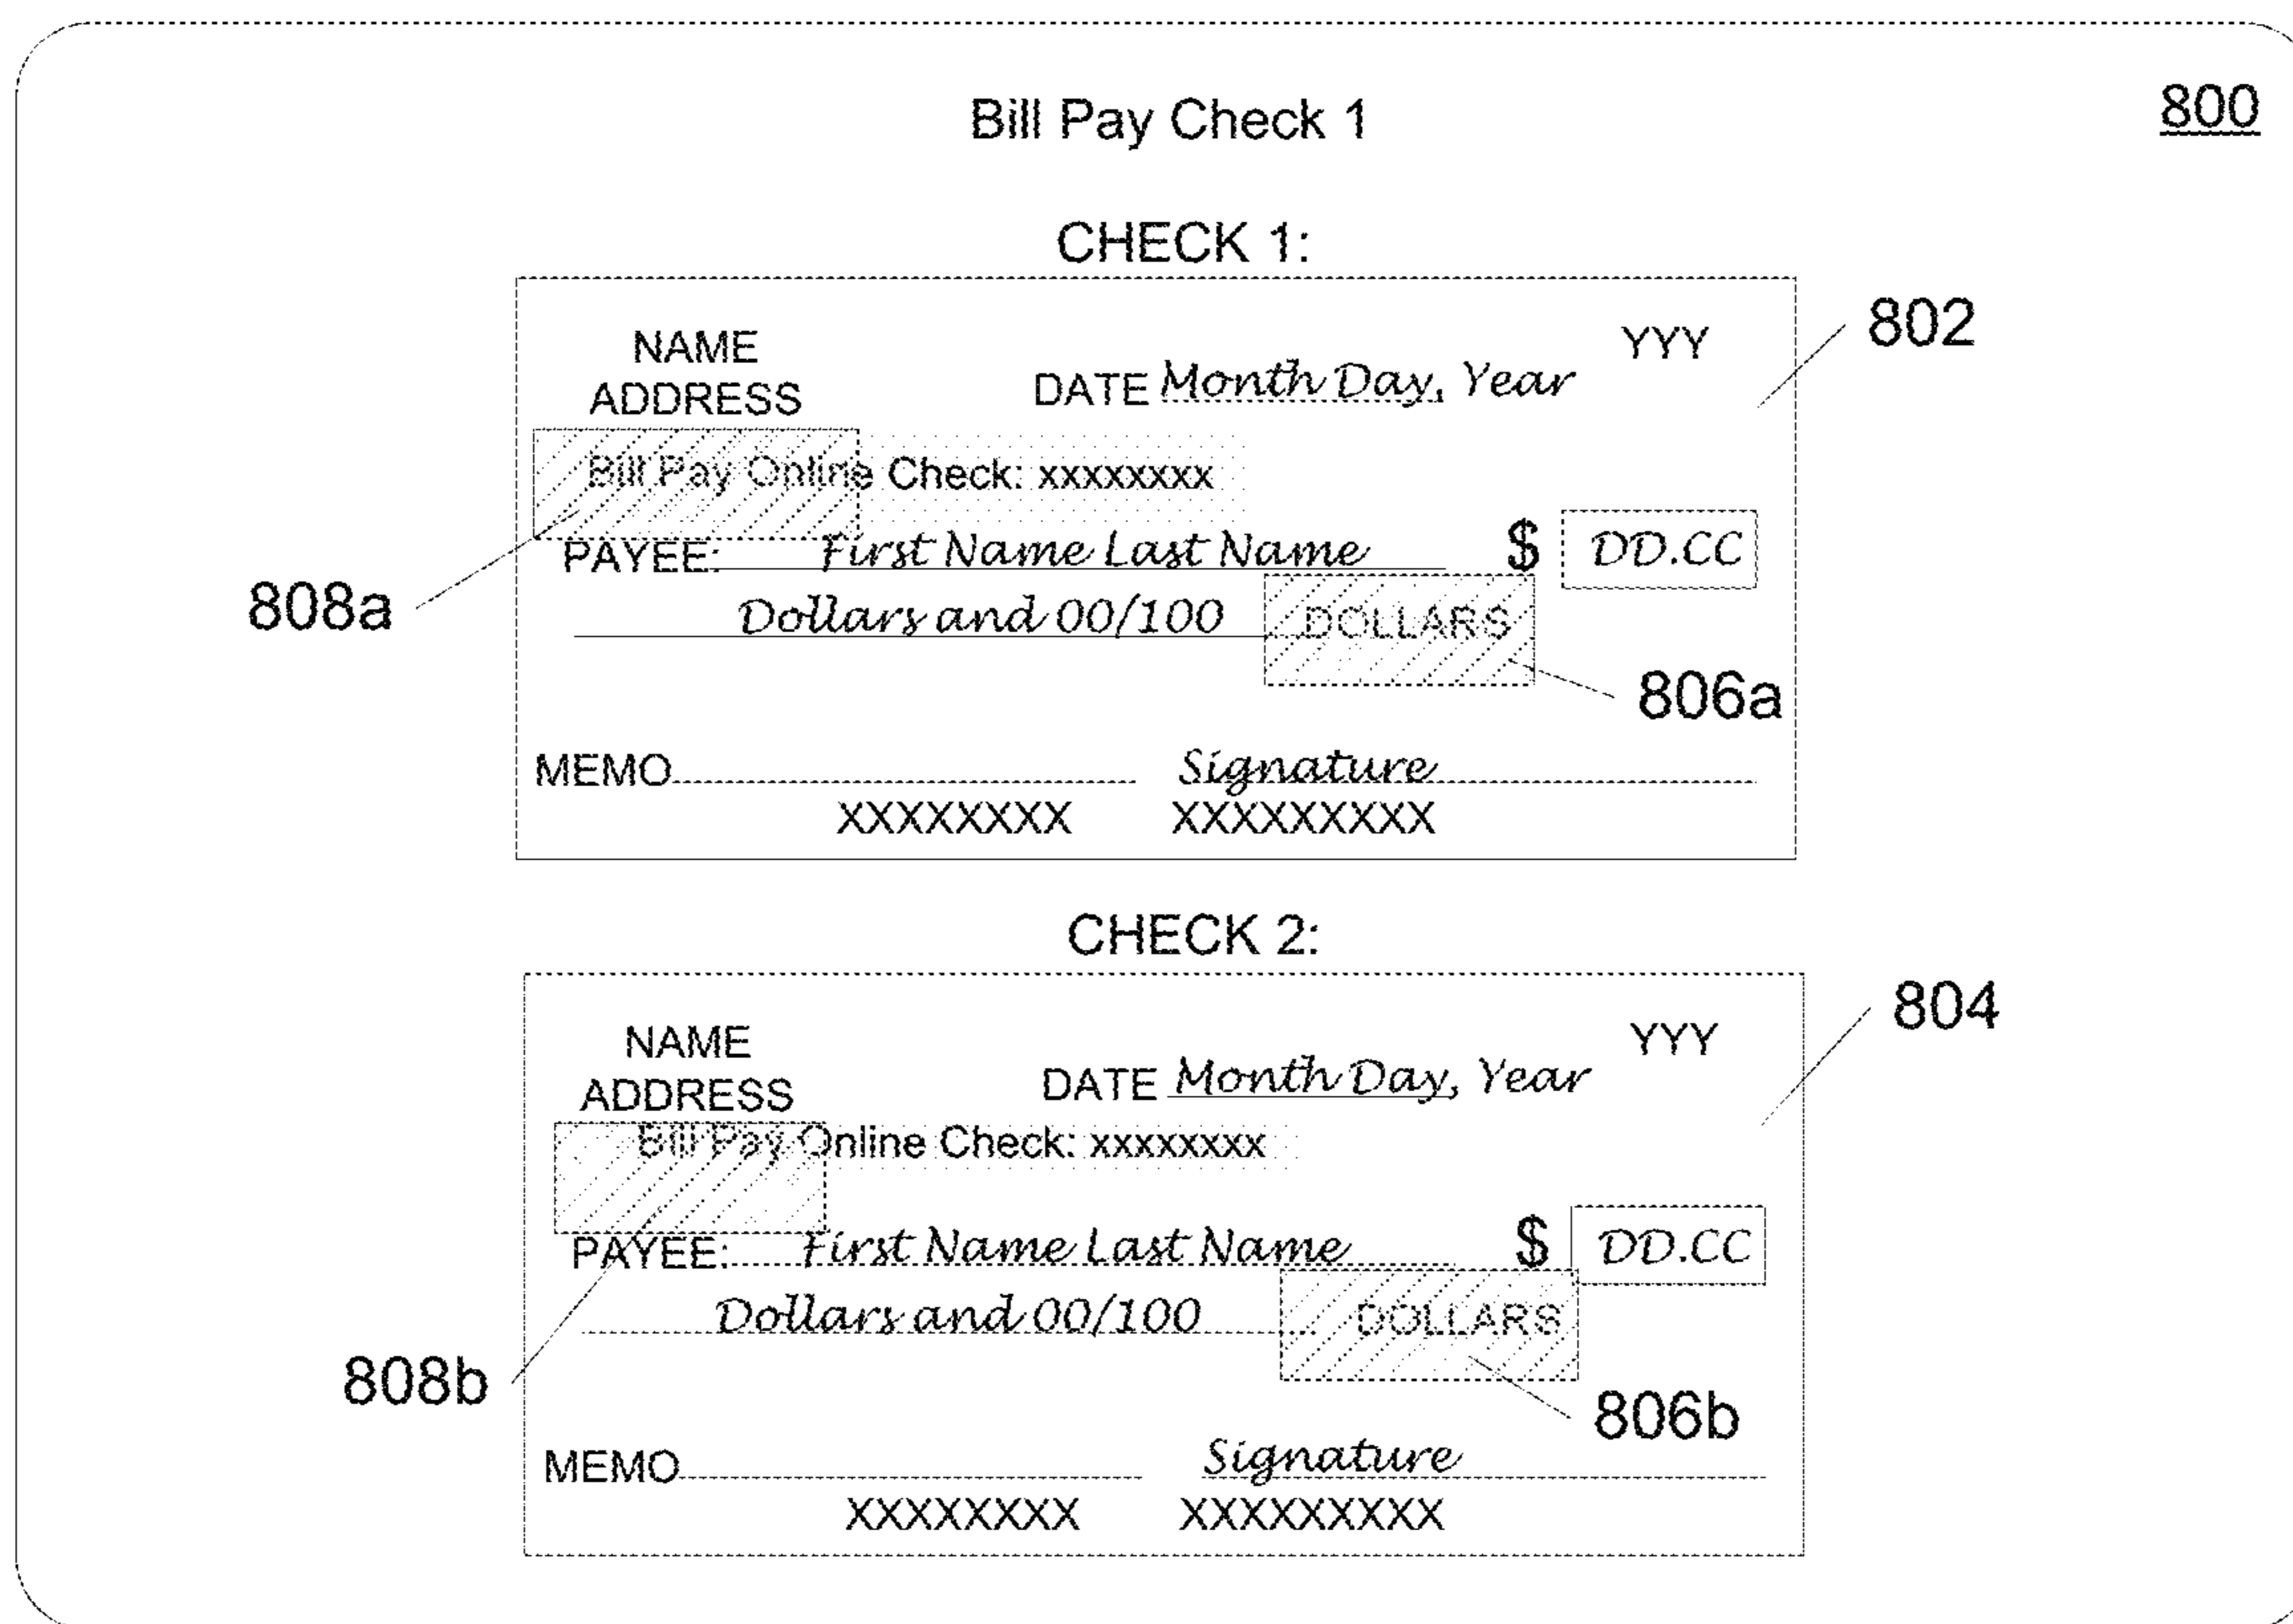 Bill Pay Check 1
800
CHECK 1:
802
NAME
YYY
ADDRESS
DATE Month Day, Year
Bill Pay Online Check: xxxxxxxx
PAYEE: First Name Last Name $ DD.CC
808a
Dollars and 00/100 DOLLARS
806a
MEMO Signature
XXXXXXXX XXXXXXXXX
CHECK 2:
804
NAME
YYY
ADDRESS
DATE Month Day, Year
Bill Pay Online Check: xxxxxxxx
PAYEE: First Name Last Name $ DD.CC
Dollars and 00/100 DOLLARS
808b
806b
MEMO Signature
XXXXXXXX XXXXXXXXX